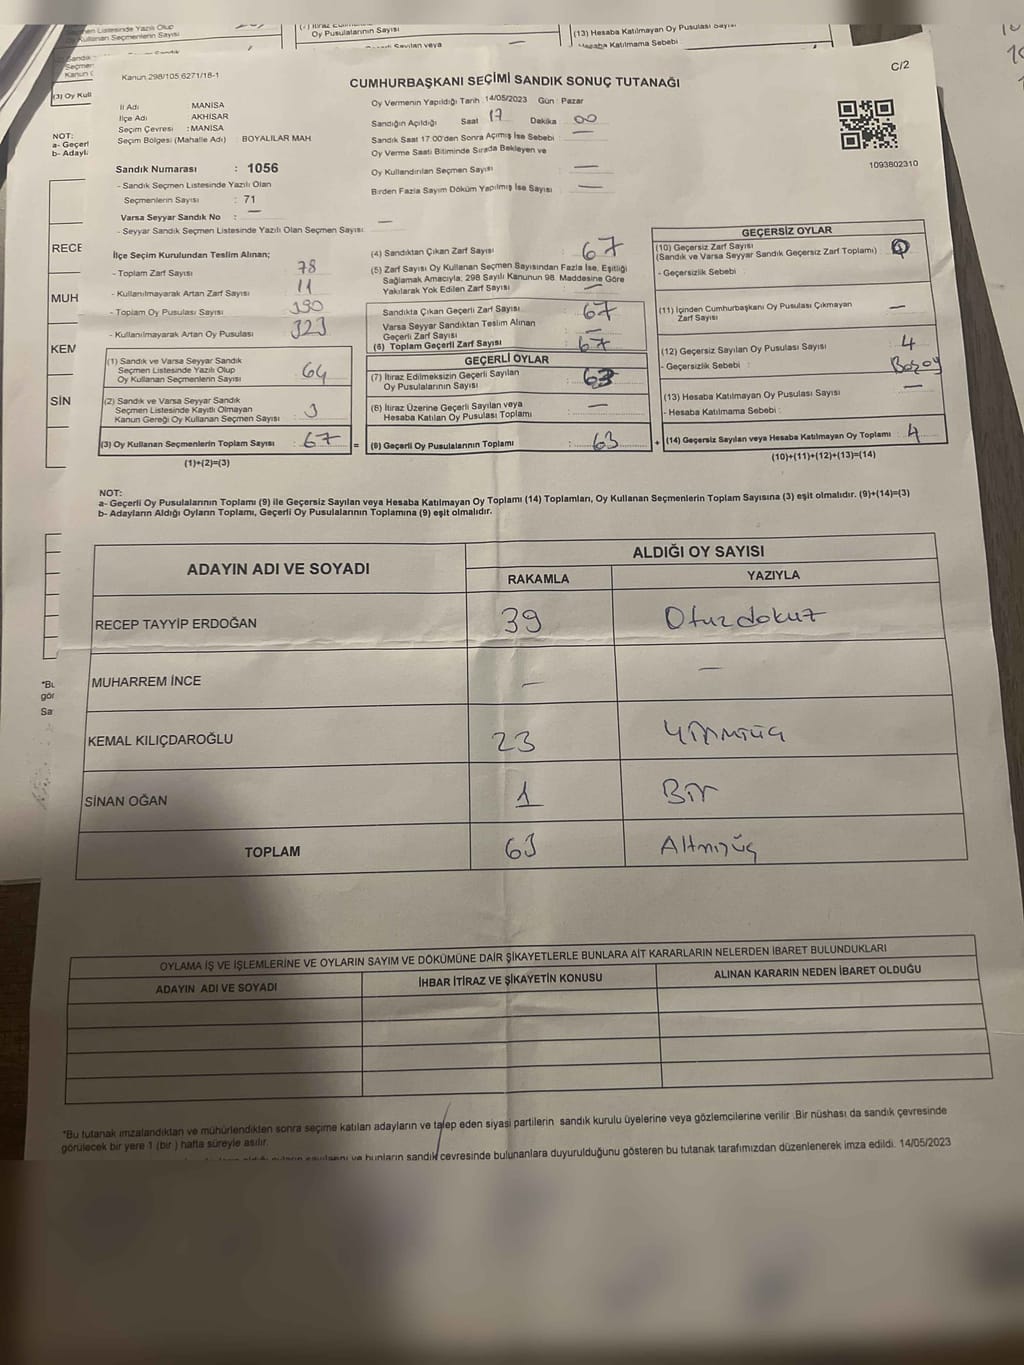 C/2
Kanun 298/105 6271/18-1
CUMHURBAŞKANI SEÇİMİ SANDIK SONUÇ TUTANAĞI
İl Adı : MANİSA
İlçe Adı : AKHİSAR
Seçim Çevresi : MANİSA
Seçim Bölgesi (Mahalle Adı) BOYALILAR MAH
Sandık Numarası : 1056
- Sandık Seçmen Listesinde Yazılı Olan
Seçmenlerin Sayısı : 71
Varsa Seyyar Sandık No : —
- Seyyar Sandık Seçmen Listesinde Yazılı Olan Seçmen Sayısı : —
Oy Vermenin Yapıldığı Tarih : 14/05/2023 Gün : Pazar
Sandığın Açıldığı Saat 17 Dakika 00
Sandık Saat 17 00'den Sonra Açımış İse Sebebi —
Oy Verme Saati Bitiminde Sırada Bekleyen ve
Oy Kullandırılan Seçmen Sayısı —
Birden Fazla Sayım Döküm Yapılmış İse Sayısı —
1093802310
İlçe Seçim Kurulundan Teslim Alınan;
- Toplam Zarf Sayısı : 78
- Kullanılmayarak Artan Zarf Sayısı : 11
- Toplam Oy Pusulası Sayısı : 390
- Kullanılmayarak Artan Oy Pusulası : 323
(1) Sandık ve Varsa Seyyar Sandık
Seçmen Listesinde Yazılı Olup
Oy Kullanan Seçmenlerin Sayısı : 64
(2) Sandık ve Varsa Seyyar Sandık
Seçmen Listesinde Kayıtlı Olmayan
Kanun Gereği Oy Kullanan Seçmen Sayısı : 3
(3) Oy Kullanan Seçmenlerin Toplam Sayısı : 67
(1)+(2)=(3)
(4) Sandıktan Çıkan Zarf Sayısı : 67
(5) Zarf Sayısı Oy Kullanan Seçmen Sayısından Fazla İse, Eşitliği
Sağlamak Amacıyla; 298 Sayılı Kanunun 98. Maddesine Göre
Yakılarak Yok Edilen Zarf Sayısı : —
Sandıkta Çıkan Geçerli Zarf Sayısı : 67
Varsa Seyyar Sandıktan Teslim Alınan
Geçerli Zarf Sayısı : —
(6) Toplam Geçerli Zarf Sayısı : 67
GEÇERLİ OYLAR
(7) İtiraz Edilmeksizin Geçerli Sayılan
Oy Pusulalarının Sayısı : 63
(8) İtiraz Üzerine Geçerli Sayılan veya
Hesaba Katılan Oy Pusulası Toplamı : —
= (9) Geçerli Oy Pusulalarının Toplamı : 63
GEÇERSİZ OYLAR
(10) Geçersiz Zarf Sayısı
(Sandık ve Varsa Seyyar Sandık Geçersiz Zarf Toplamı) :
- Geçersizlik Sebebi :
(11) İçinden Cumhurbaşkanı Oy Pusulası Çıkmayan
Zarf Sayısı : —
(12) Geçersiz Sayılan Oy Pusulası Sayısı : 4
- Geçersizlik Sebebi :
(13) Hesaba Katılmayan Oy Pusulası Sayısı : —
- Hesaba Katılmama Sebebi :
+ (14) Geçersiz Sayılan veya Hesaba Katılmayan Oy Toplamı : 4
(10)+(11)+(12)+(13)=(14)
NOT:
a- Geçerli Oy Pusulalarının Toplamı (9) ile Geçersiz Sayılan veya Hesaba Katılmayan Oy Toplamı (14) Toplamları, Oy Kullanan Seçmenlerin Toplam Sayısına (3) eşit olmalıdır. (9)+(14)=(3)
b- Adayların Aldığı Oyların Toplamı, Geçerli Oy Pusulalarının Toplamına (9) eşit olmalıdır.
ADAYIN ADI VE SOYADI
ALDIĞI OY SAYISI
RAKAMLA YAZIYLA
RECEP TAYYİP ERDOĞAN 39 Otuzdokuz
MUHARREM İNCE — —
KEMAL KILIÇDAROĞLU 23 Yirmiüç
SİNAN OĞAN 1 Bir
TOPLAM 63 Altmışüç
OYLAMA İŞ VE İŞLEMLERİNE VE OYLARIN SAYIM VE DÖKÜMÜNE DAİR ŞİKAYETLERLE BUNLARA AİT KARARLARIN NELERDEN İBARET BULUNDUKLARI
ADAYIN ADI VE SOYADI İHBAR İTİRAZ VE ŞİKAYETİN KONUSU ALINAN KARARIN NEDEN İBARET OLDUĞU
*Bu tutanak imzalandıktan ve mühürlendikten sonra seçime katılan adayların ve talep eden siyasi partilerin sandık kurulu üyelerine veya gözlemcilerine verilir. Bir nüshası da sandık çevresinde
görülecek bir yere 1 (bir ) hafta süreyle asılır.
ve bunların sandık çevresinde bulunanlara duyurulduğunu gösteren bu tutanak tarafımızdan düzenlenerek imza edildi. 14/05/2023